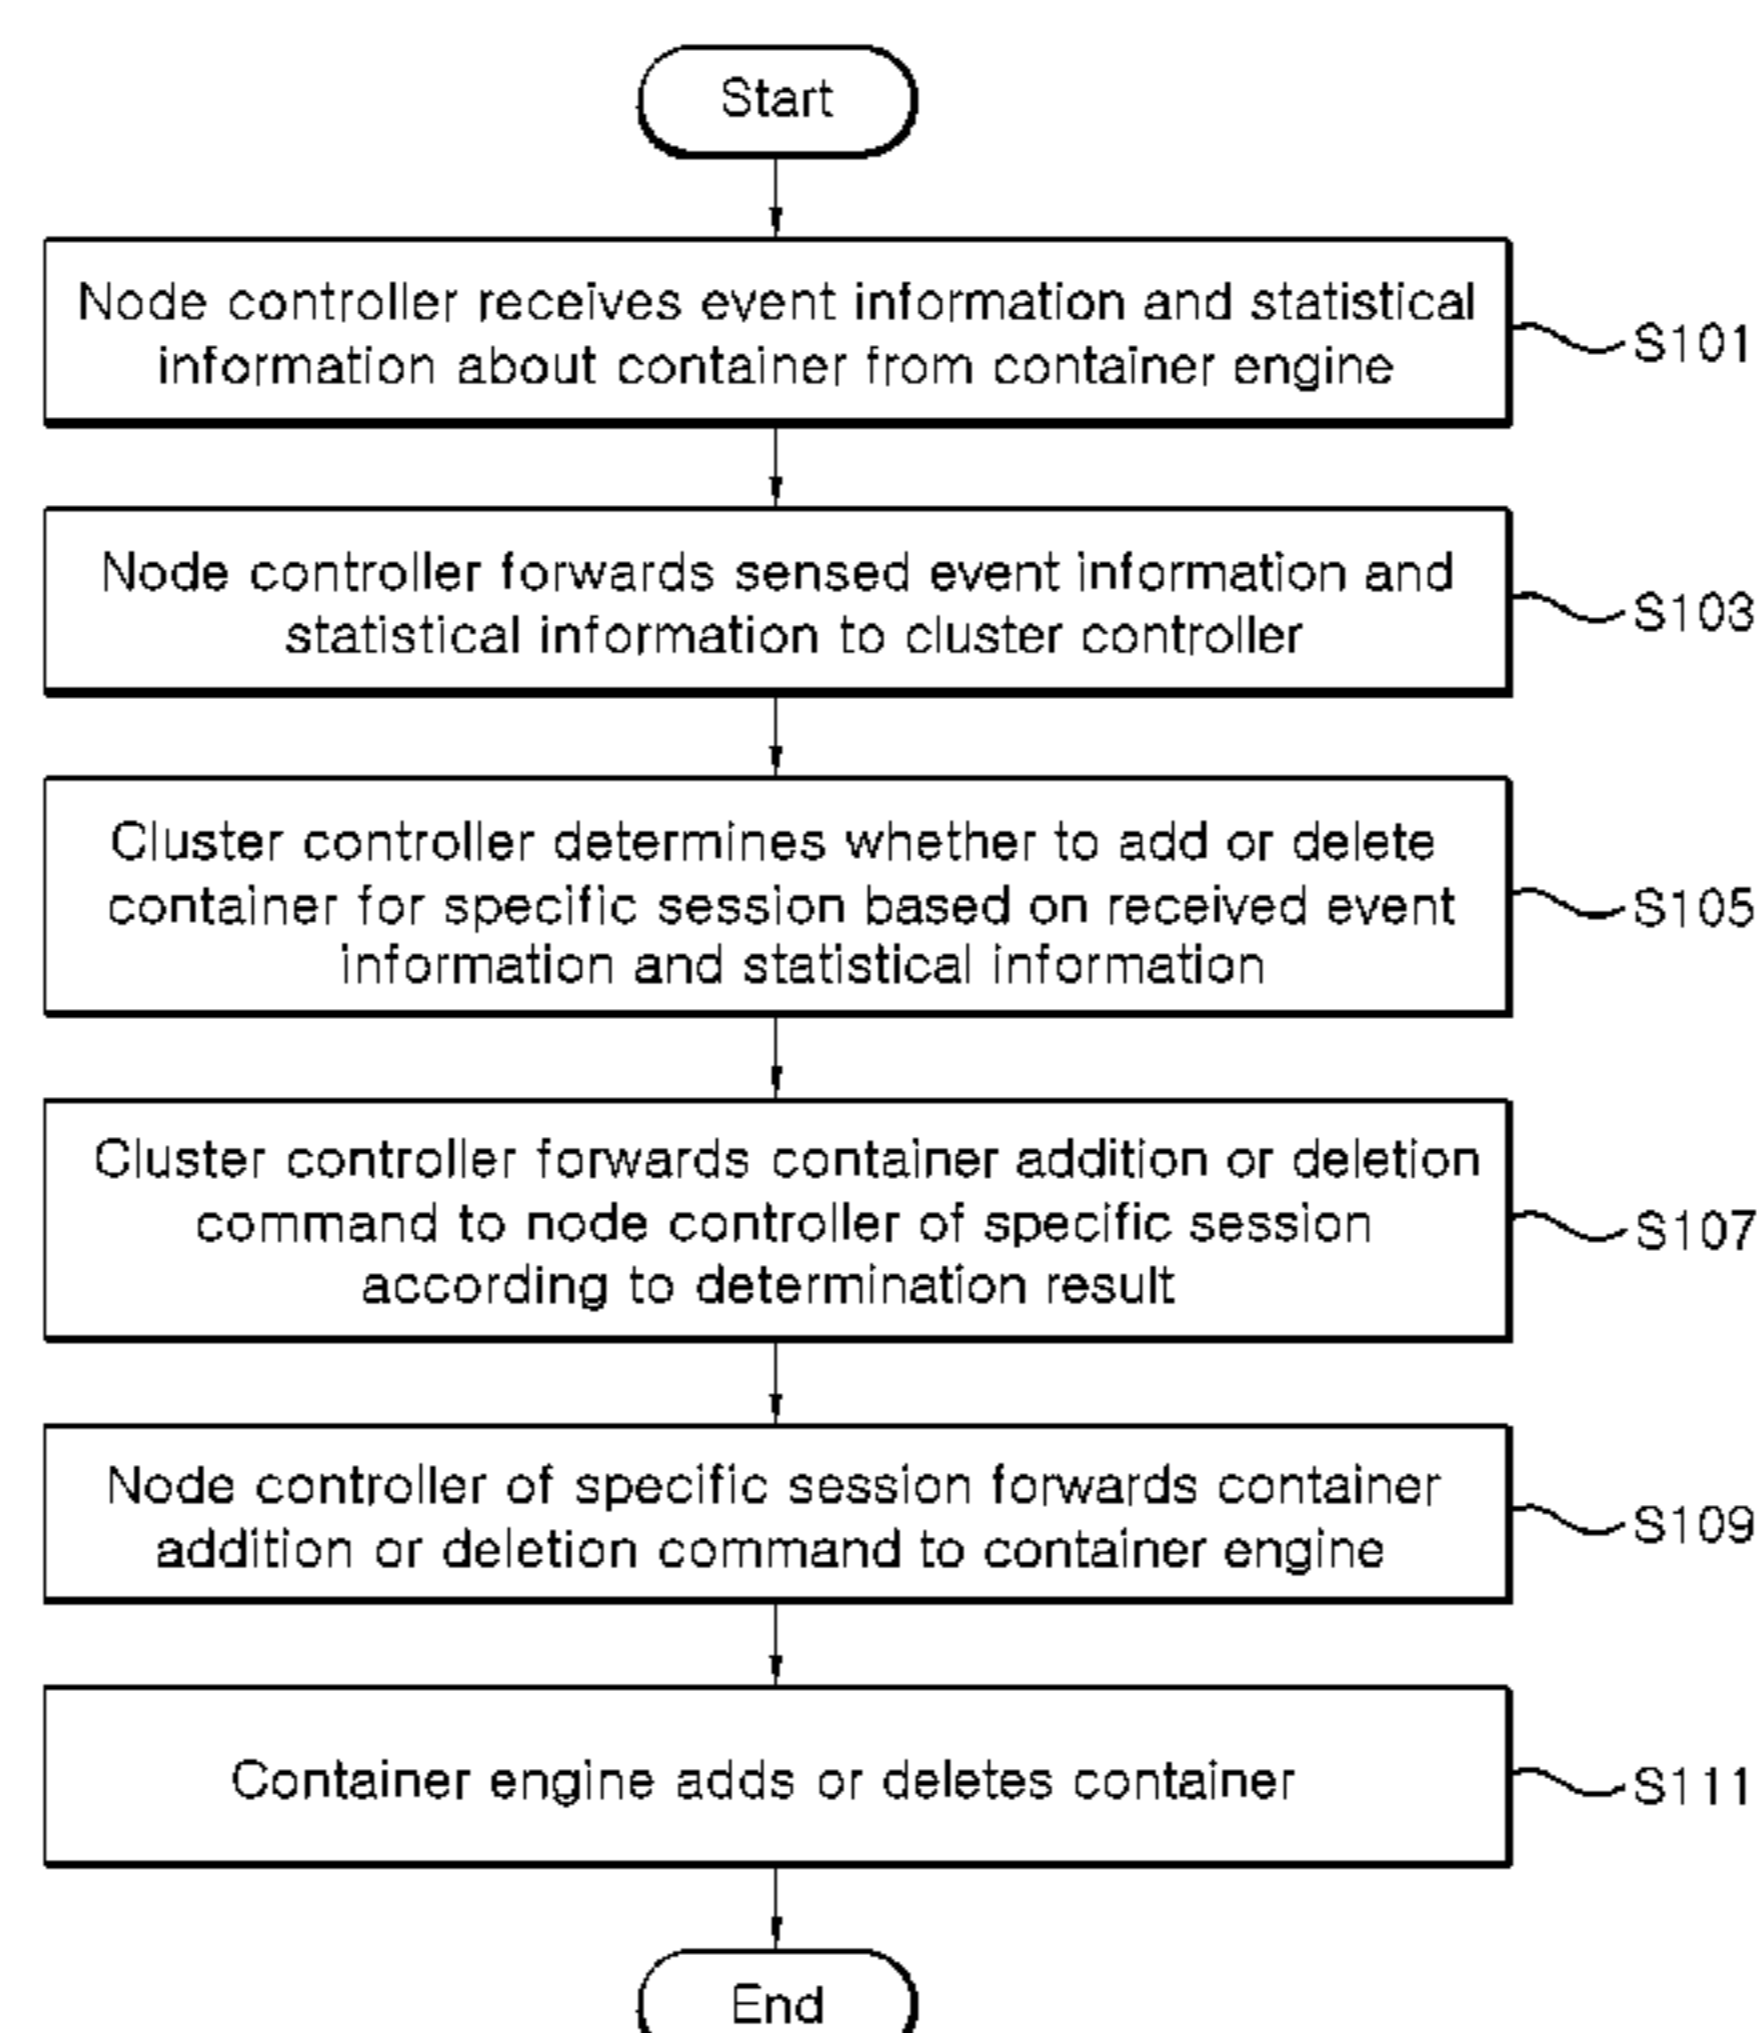 Start
Node controller receives event information and statistical
information about container from container engine
S101
Node controller forwards sensed event information and
statistical information to cluster controller
S103
Cluster controller determines whether to add or delete
container for specific session based on received event
information and statistical information
S105
Cluster controller forwards container addition or deletion
command to node controller of specific session
according to determination result
S107
Node controller of specific session forwards container
addition or deletion command to container engine
S109
Container engine adds or deletes container
S111
End